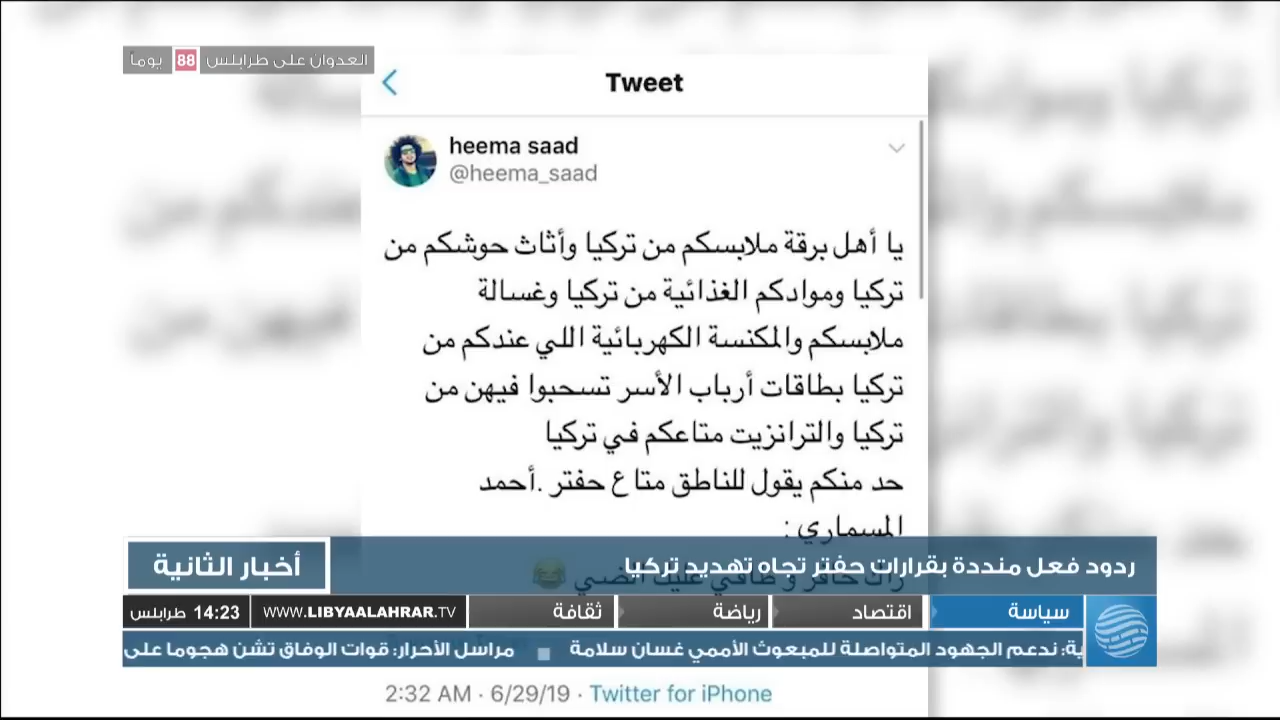 العدوان على طرابلس 88 يوماً
Tweet
heema saad
@heema_saad
يا أهل برقة ملابسكم من تركيا وأثاث حوشكم من
تركيا وموادكم الغذائية من تركيا وغسالة
ملابسكم والمكنسة الكهربائية اللي عندكم من
تركيا بطاقات أرباب الأسر تسحبوا فيهن من
تركيا والترانزيت متاعكم في تركيا
حد منكم يقول للناطق متاع حفتر .أحمد
المسماري :
ردود فعل منددة بقرارات حفتر تجاه تهديد تركيا
أخبار الثانية
سياسة
اقتصاد
رياضة
ثقافة
WWW.LIBYAALAHRAR.TV
14:23 طرابلس
ية: ندعم الجهود المتواصلة للمبعوث الأممي غسان سلامة ■ مراسل الأحرار: قوات الوفاق تشن هجوما على
2:32 AM · 6/29/19 · Twitter for iPhone